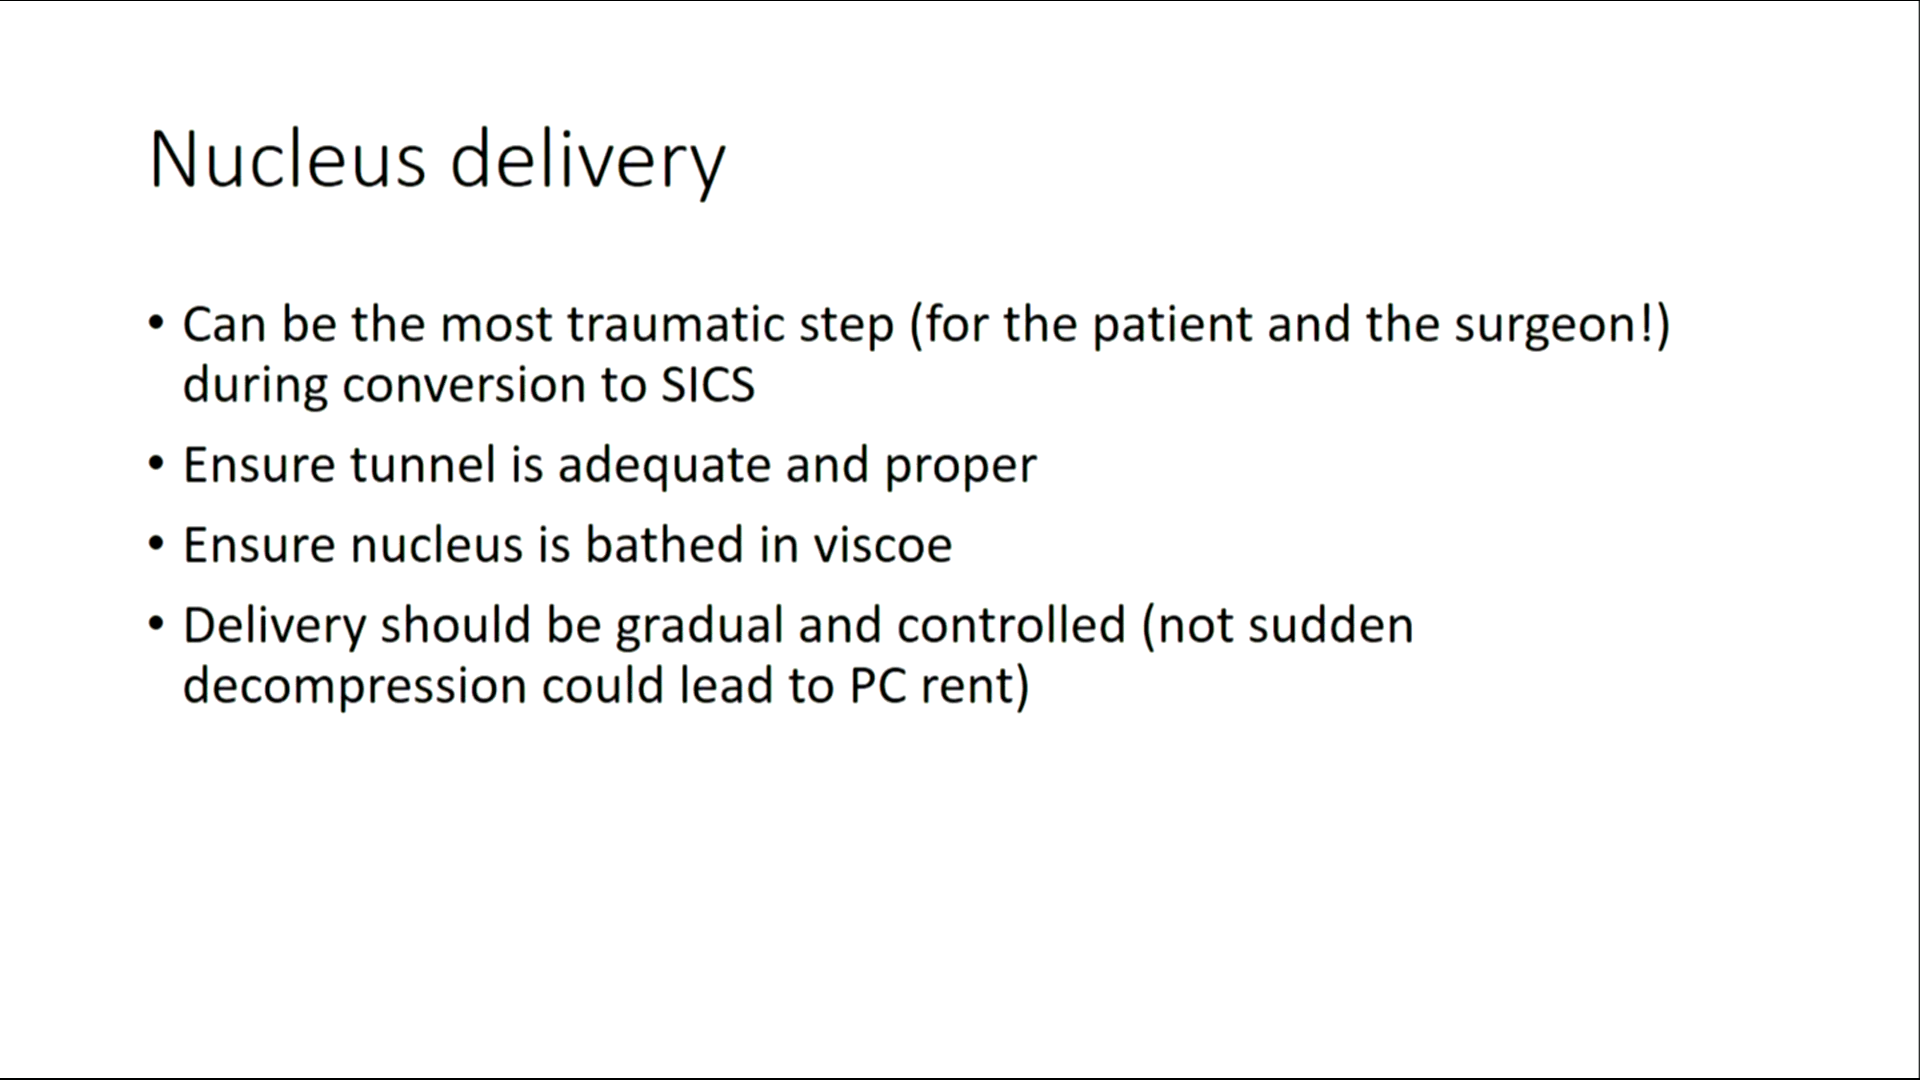 Nucleus delivery
• Can be the most traumatic step (for the patient and the surgeon!)
during conversion to SICS
• Ensure tunnel is adequate and proper
• Ensure nucleus is bathed in viscoe
• Delivery should be gradual and controlled (not sudden
decompression could lead to PC rent)